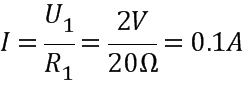 I = U₁/R₁ = 2V/20Ω = 0.1A